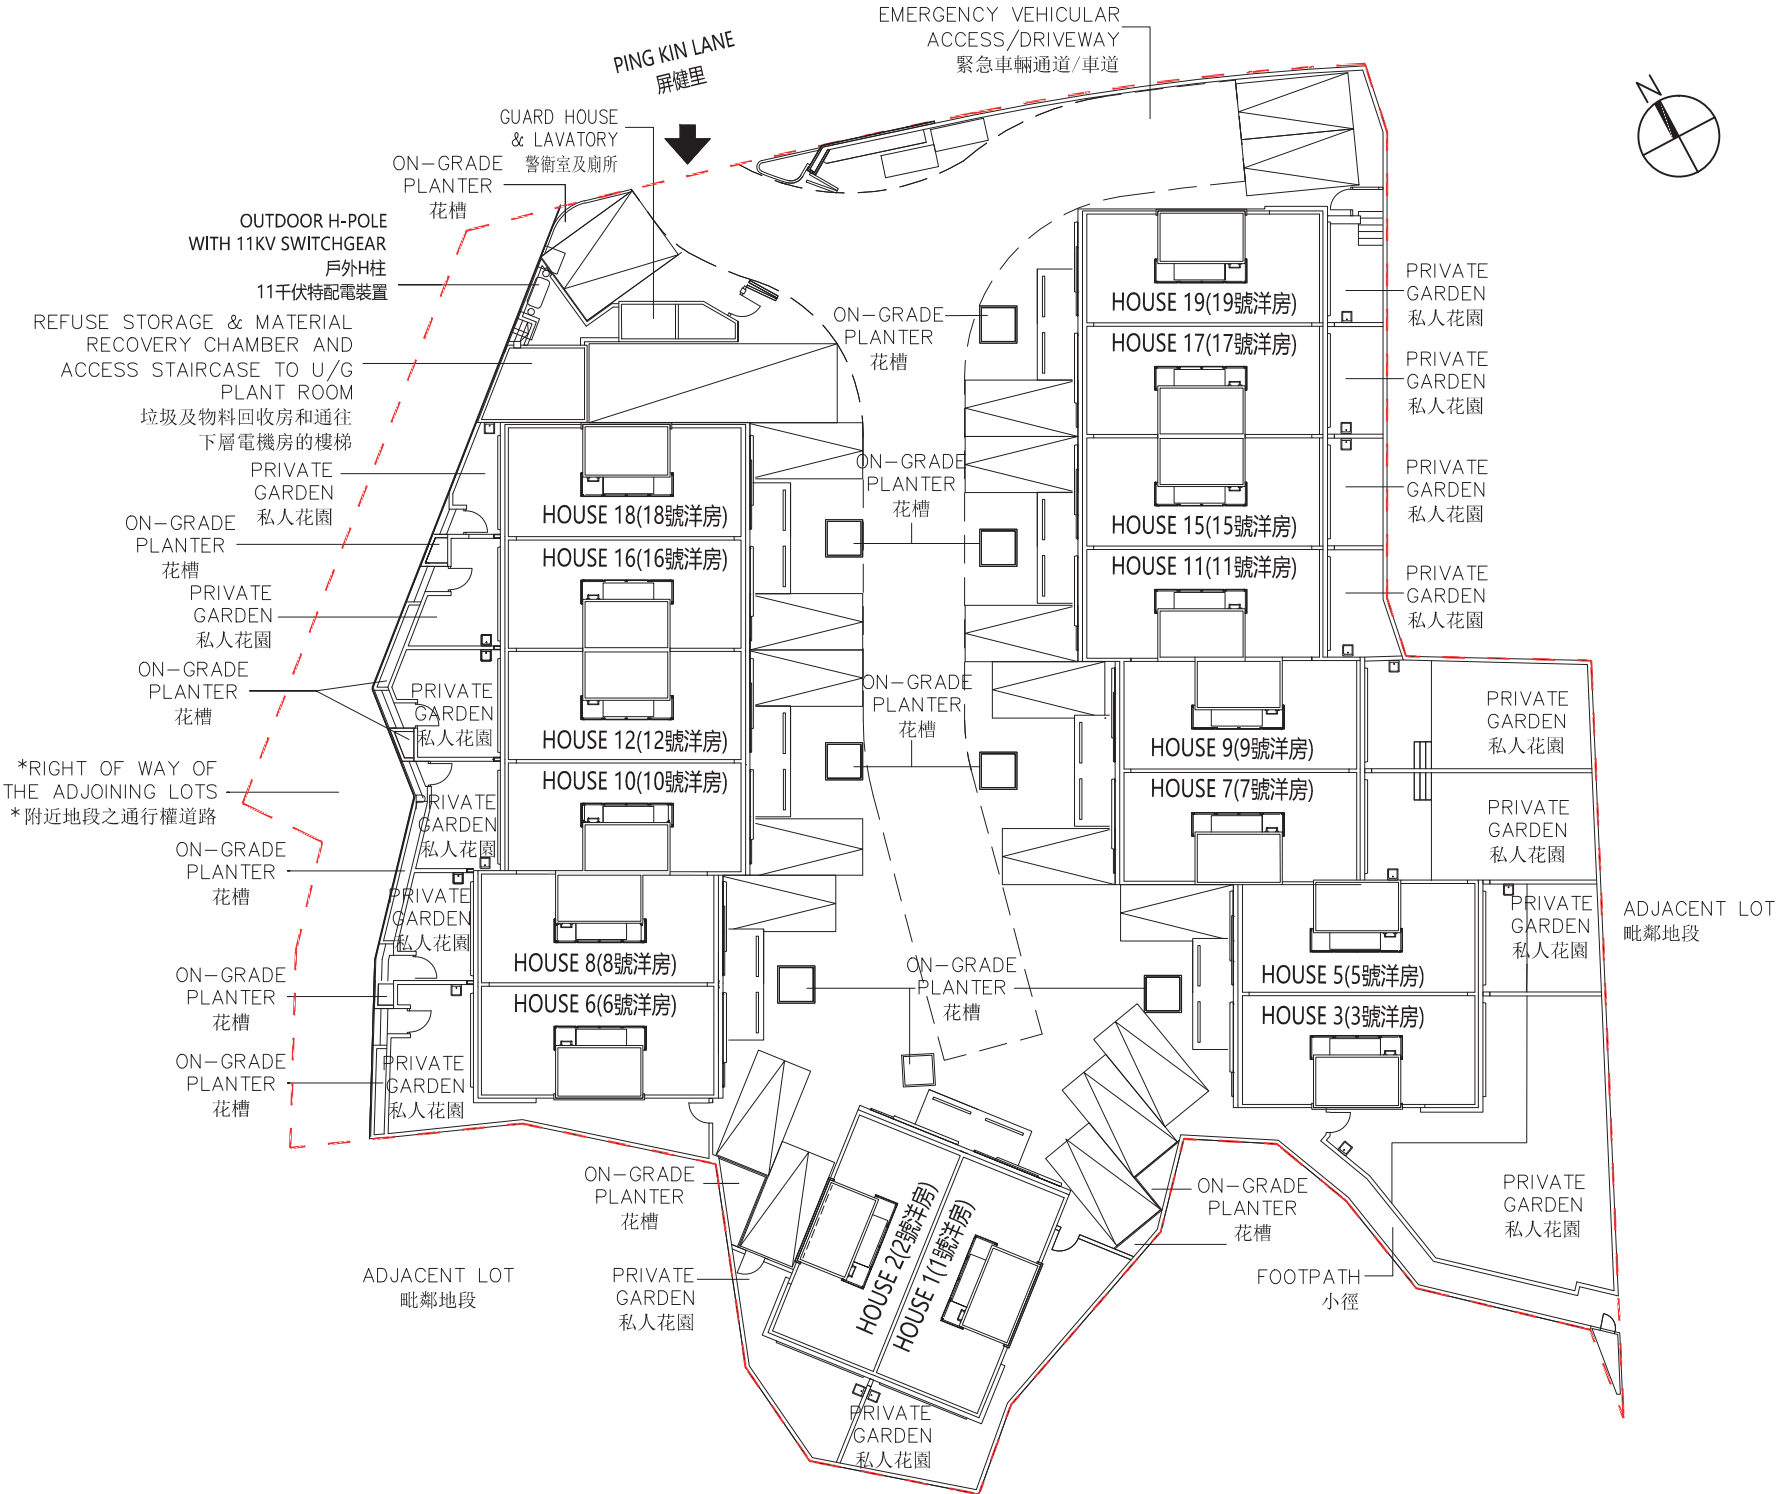 EMERGENCY VEHICULAR
ACCESS/DRIVEWAY
緊急車輛通道/車道
PING KIN LANE
屏健里
N
GUARD HOUSE
& LAVATORY
警衛室及廁所
ON-GRADE
PLANTER
花槽
OUTDOOR H-POLE
WITH 11KV SWITCHGEAR
戶外H柱
11千伏特配電裝置
REFUSE STORAGE & MATERIAL
RECOVERY CHAMBER AND
ACCESS STAIRCASE TO U/G
PLANT ROOM
垃圾及物料回收房和通往
下層電機房的樓梯
PRIVATE
GARDEN
私人花園
ON-GRADE
PLANTER
花槽
PRIVATE
GARDEN
私人花園
ON-GRADE
PLANTER
花槽
*RIGHT OF WAY OF
THE ADJOINING LOTS
*附近地段之通行權道路
ON-GRADE
PLANTER
花槽
ON-GRADE
PLANTER
花槽
ON-GRADE
PLANTER
花槽
PRIVATE
GARDEN
私人花園
PRIVATE
GARDEN
私人花園
PRIVATE
GARDEN
私人花園
PRIVATE
GARDEN
私人花園
HOUSE 18(18號洋房)
HOUSE 16(16號洋房)
HOUSE 12(12號洋房)
HOUSE 10(10號洋房)
HOUSE 8(8號洋房)
HOUSE 6(6號洋房)
ON-GRADE
PLANTER
花槽
ON-GRADE
PLANTER
花槽
ON-GRADE
PLANTER
花槽
ON-GRADE
PLANTER
花槽
HOUSE 19(19號洋房)
HOUSE 17(17號洋房)
HOUSE 15(15號洋房)
HOUSE 11(11號洋房)
HOUSE 9(9號洋房)
HOUSE 7(7號洋房)
HOUSE 5(5號洋房)
HOUSE 3(3號洋房)
PRIVATE
GARDEN
私人花園
PRIVATE
GARDEN
私人花園
PRIVATE
GARDEN
私人花園
PRIVATE
GARDEN
私人花園
PRIVATE
GARDEN
私人花園
PRIVATE
GARDEN
私人花園
PRIVATE
GARDEN
私人花園
ADJACENT LOT
毗鄰地段
PRIVATE
GARDEN
私人花園
ON-GRADE
PLANTER
花槽
ON-GRADE
PLANTER
花槽
HOUSE 2(2號洋房)
HOUSE 1(1號洋房)
ADJACENT LOT
毗鄰地段
PRIVATE
GARDEN
私人花園
FOOTPATH
小徑
PRIVATE
GARDEN
私人花園